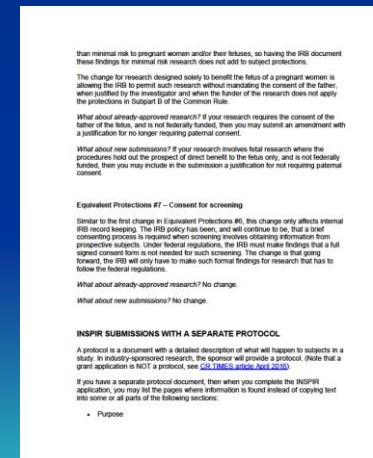 than minimal risk to pregnant women and/or their fetuses, so having the IRB document
these findings for minimal risk research does not add to subject protections.
The change for research designed solely to benefit the fetus of a pregnant women is
allowing the IRB to permit such research without mandating the consent of the father,
when justified by the investigator and when the funder of the research does not apply
the protections in Subpart B of the Common Rule.
What about already-approved research? If your research requires the consent of the
father of the fetus, and is not federally funded, then you may submit an amendment with
a justification for no longer requiring paternal consent.
What about new submissions? If your research involves fetal research where the
procedures hold out the prospect of direct benefit to the fetus only, and is not federally
funded, then you may include in the submission a justification for not requiring paternal
consent.
Equivalent Protections #7 – Consent for screening
Similar to the first change in Equivalent Protections #6, this change only affects internal
IRB record keeping. The IRB policy has been, and will continue to be, that a brief
consenting process is required when screening involves obtaining information from
prospective subjects. Under federal regulations, the IRB must make findings that a full
signed consent form is not needed for such screening. The change is that going
forward, the IRB will only have to make such formal findings for research that has to
follow the federal regulations.
What about already-approved research? No change.
What about new submissions? No change.
INSPIR SUBMISSIONS WITH A SEPARATE PROTOCOL
A protocol is a document with a detailed description of what will happen to subjects in a
study. In industry-sponsored research, the sponsor will provide a protocol. (Note that a
grant application is NOT a protocol, see CR TIMES article April 2016).
If you have a separate protocol document, then when you complete the INSPIR
application, you may list the pages where information is found instead of copying text
into some or all parts of the following sections:
• Purpose